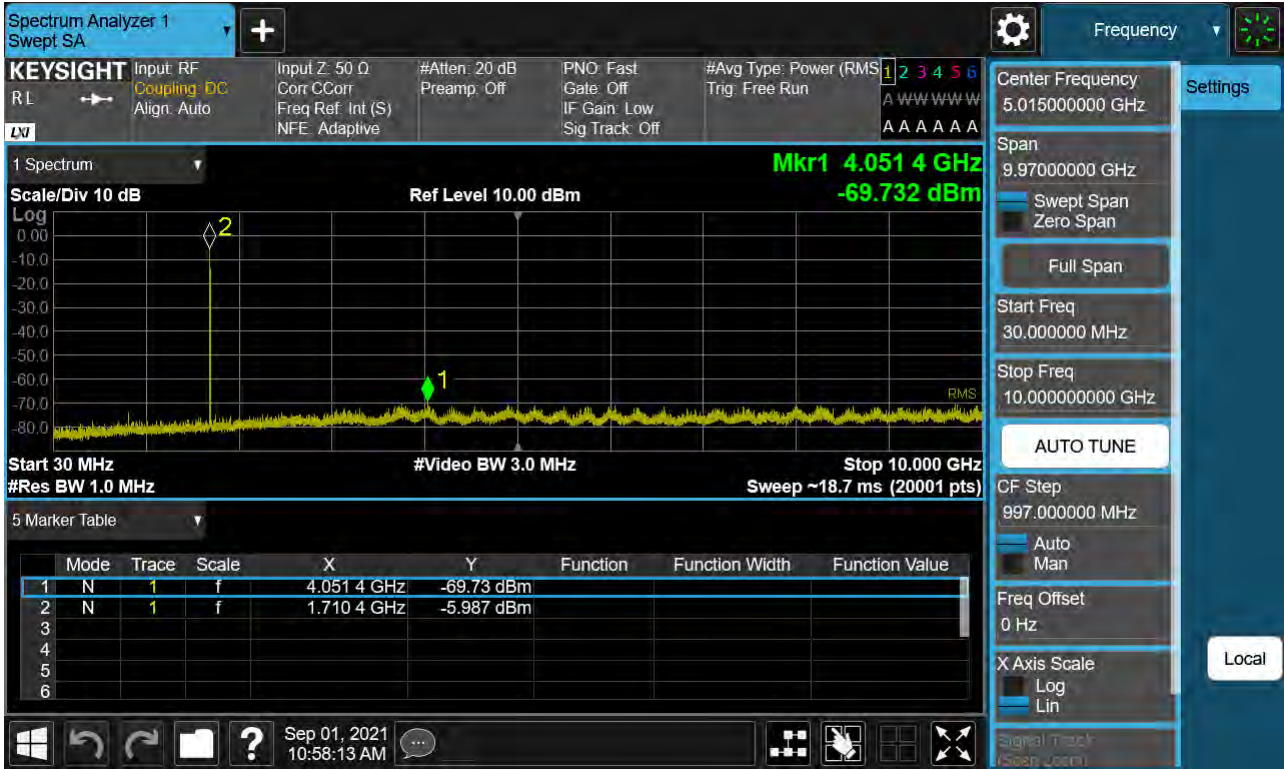 Spectrum Analyzer 1
Swept SA
Frequency
KEYSIGHT
R L
LXI
Input: RF
Coupling: DC
Align: Auto
Input Z: 50 Ω
Corr CCorr
Freq Ref: Int (S)
NFE: Adaptive
#Atten: 20 dB
Preamp: Off
PNO: Fast
Gate: Off
IF Gain: Low
Sig Track: Off
#Avg Type: Power (RMS
Trig: Free Run
1 2 3 4 5 6
A W W W W W
A A A A A A
1 Spectrum
Scale/Div 10 dB
Ref Level 10.00 dBm
Mkr1 4.051 4 GHz
-69.732 dBm
Log
0.00
-10.0
-20.0
-30.0
-40.0
-50.0
-60.0
-70.0
-80.0
2
1
RMS
Start 30 MHz
#Video BW 3.0 MHz
Stop 10.000 GHz
#Res BW 1.0 MHz
Sweep ~18.7 ms (20001 pts)
5 Marker Table
Mode Trace Scale X Y Function Function Width Function Value
1 N 1 f 4.051 4 GHz -69.73 dBm
2 N 1 f 1.710 4 GHz -5.987 dBm
3
4
5
6
Sep 01, 2021
10:58:13 AM
Center Frequency
5.015000000 GHz
Span
9.97000000 GHz
Swept Span
Zero Span
Full Span
Start Freq
30.000000 MHz
Stop Freq
10.000000000 GHz
AUTO TUNE
CF Step
997.000000 MHz
Auto
Man
Freq Offset
0 Hz
X Axis Scale
Log
Lin
Signal Track
(Span Zoom)
Settings
Local